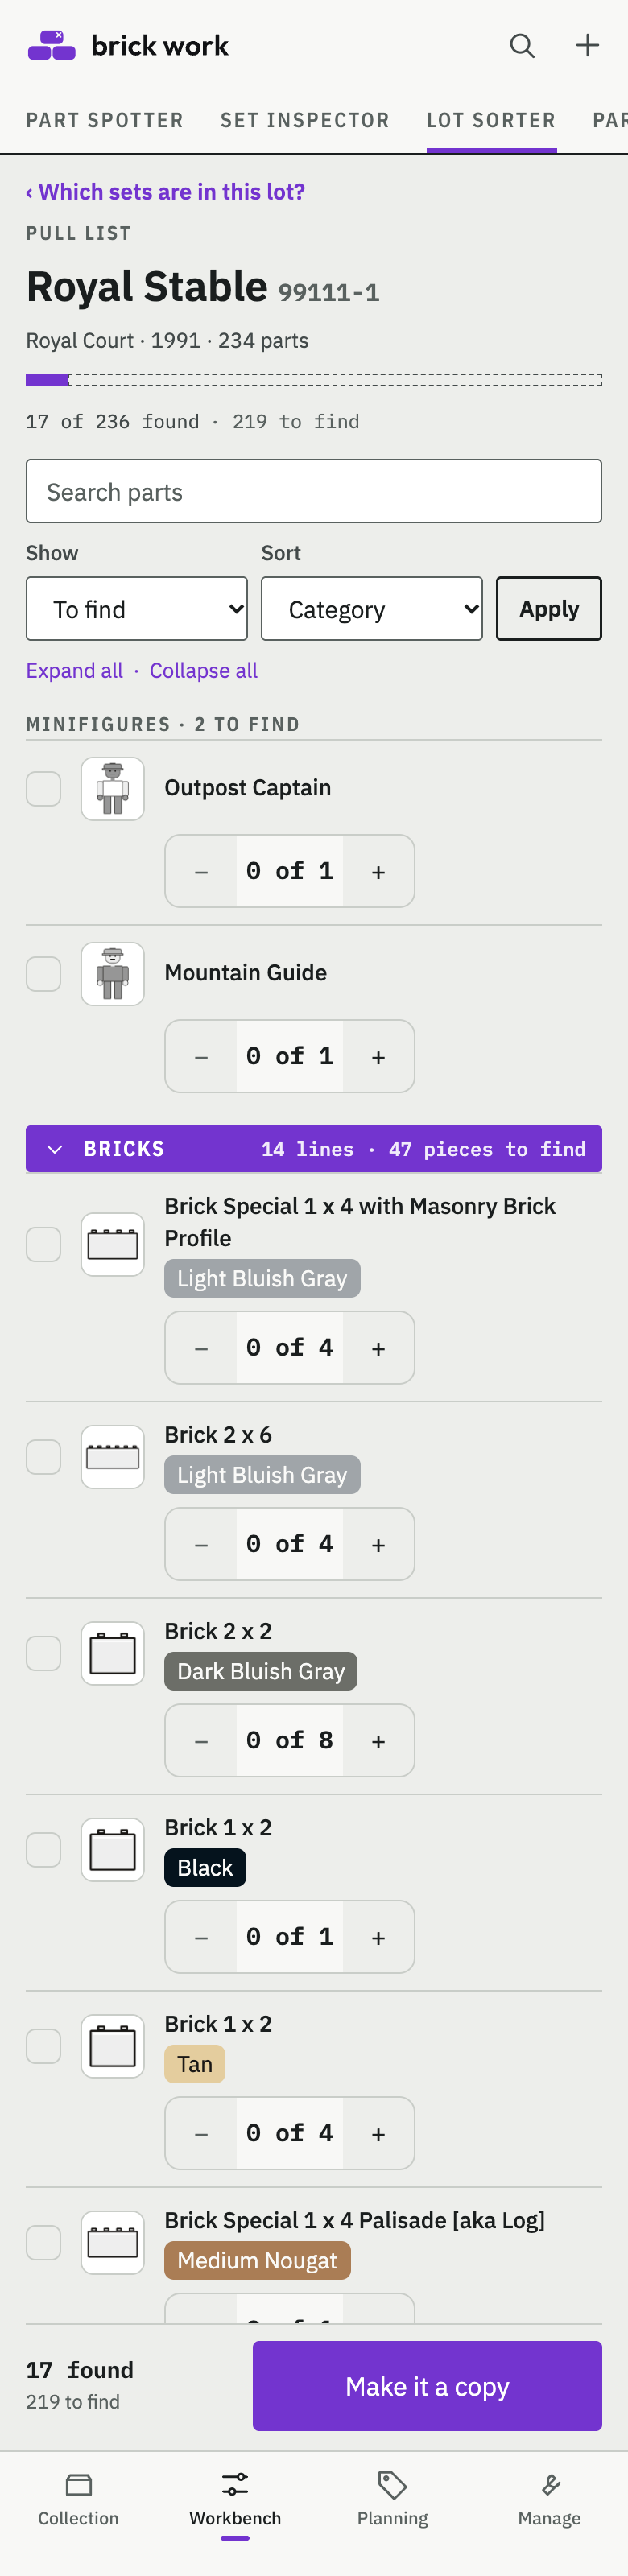 brick work
PART SPOTTER SET INSPECTOR LOT SORTER PAR
‹ Which sets are in this lot?
PULL LIST
Royal Stable 99111-1
Royal Court · 1991 · 234 parts
17 of 236 found · 219 to find
Search parts
Show Sort
To find Category Apply
Expand all · Collapse all
MINIFIGURES · 2 TO FIND
Outpost Captain
− 0 of 1 +
Mountain Guide
− 0 of 1 +
BRICKS 14 lines · 47 pieces to find
Brick Special 1 x 4 with Masonry Brick
Profile
Light Bluish Gray
− 0 of 4 +
Brick 2 x 6
Light Bluish Gray
− 0 of 4 +
Brick 2 x 2
Dark Bluish Gray
− 0 of 8 +
Brick 1 x 2
Black
− 0 of 1 +
Brick 1 x 2
Tan
− 0 of 4 +
Brick Special 1 x 4 Palisade [aka Log]
Medium Nougat
17 found
219 to find
Make it a copy
Collection Workbench Planning Manage